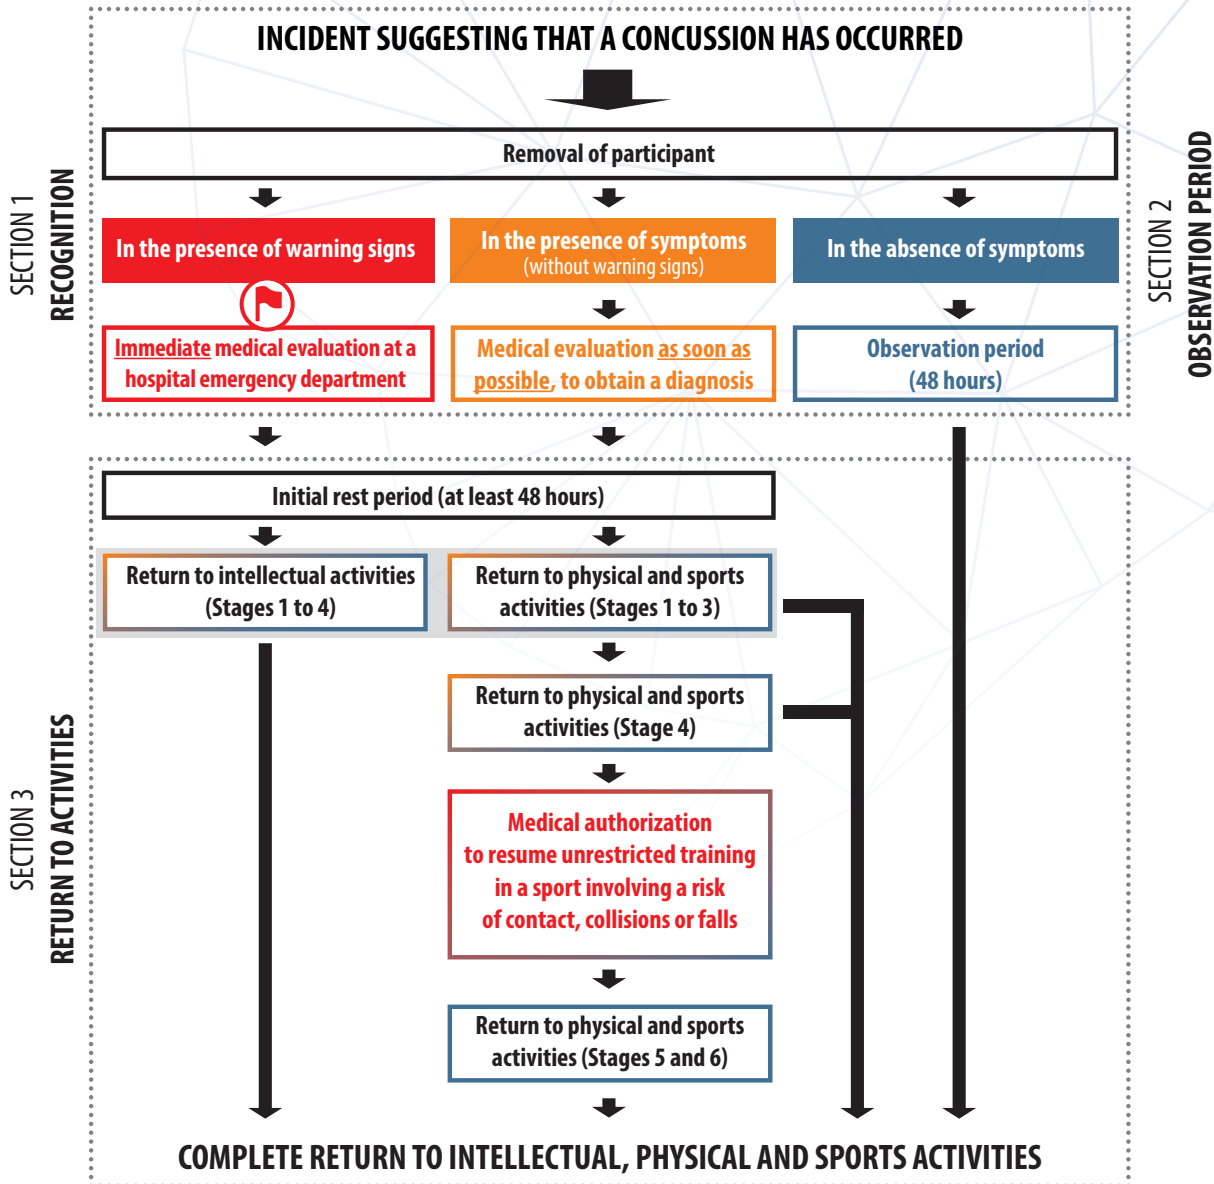 INCIDENT SUGGESTING THAT A CONCUSSION HAS OCCURRED
SECTION 1
RECOGNITION
SECTION 2
OBSERVATION PERIOD
Removal of participant
In the presence of warning signs
In the presence of symptoms
(without warning signs)
In the absence of symptoms
Immediate medical evaluation at a
hospital emergency department
Medical evaluation as soon as
possible, to obtain a diagnosis
Observation period
(48 hours)
SECTION 3
RETURN TO ACTIVITIES
Initial rest period (at least 48 hours)
Return to intellectual activities
(Stages 1 to 4)
Return to physical and sports
activities (Stages 1 to 3)
Return to physical and sports
activities (Stage 4)
Medical authorization
to resume unrestricted training
in a sport involving a risk
of contact, collisions or falls
Return to physical and sports
activities (Stages 5 and 6)
COMPLETE RETURN TO INTELLECTUAL, PHYSICAL AND SPORTS ACTIVITIES